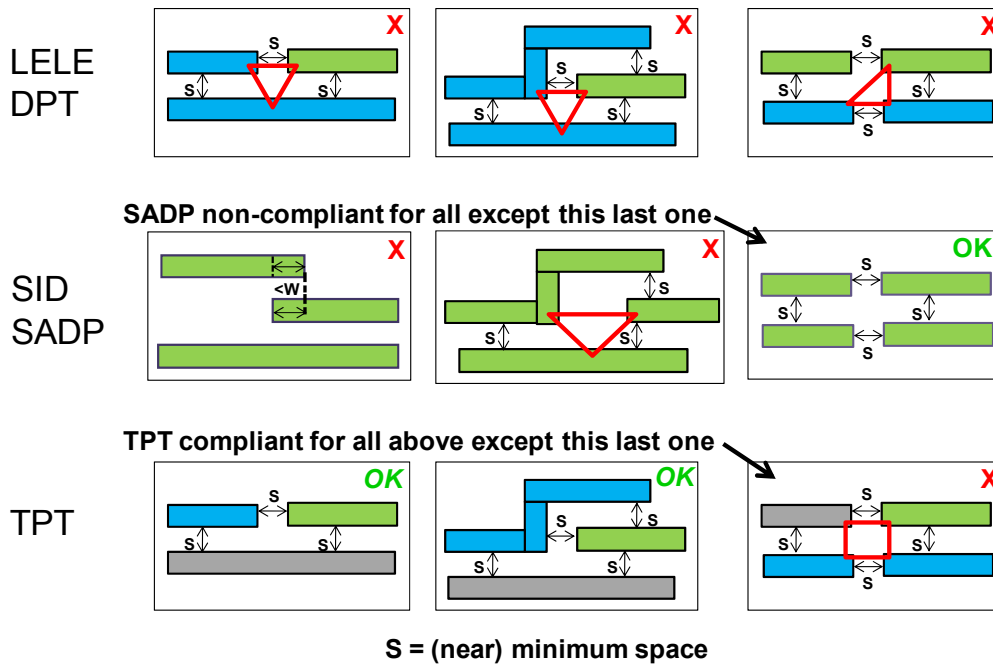 LELE
DPT
X
S
S
S
X
S
S
S
S
X
S
S
S
S
SADP non-compliant for all except this last one
SID
SADP
X
<W
X
S
S
S
OK
S
S
S
S
TPT compliant for all above except this last one
TPT
OK
S
S
S
OK
S
S
S
S
X
S
S
S
S
S = (near) minimum space